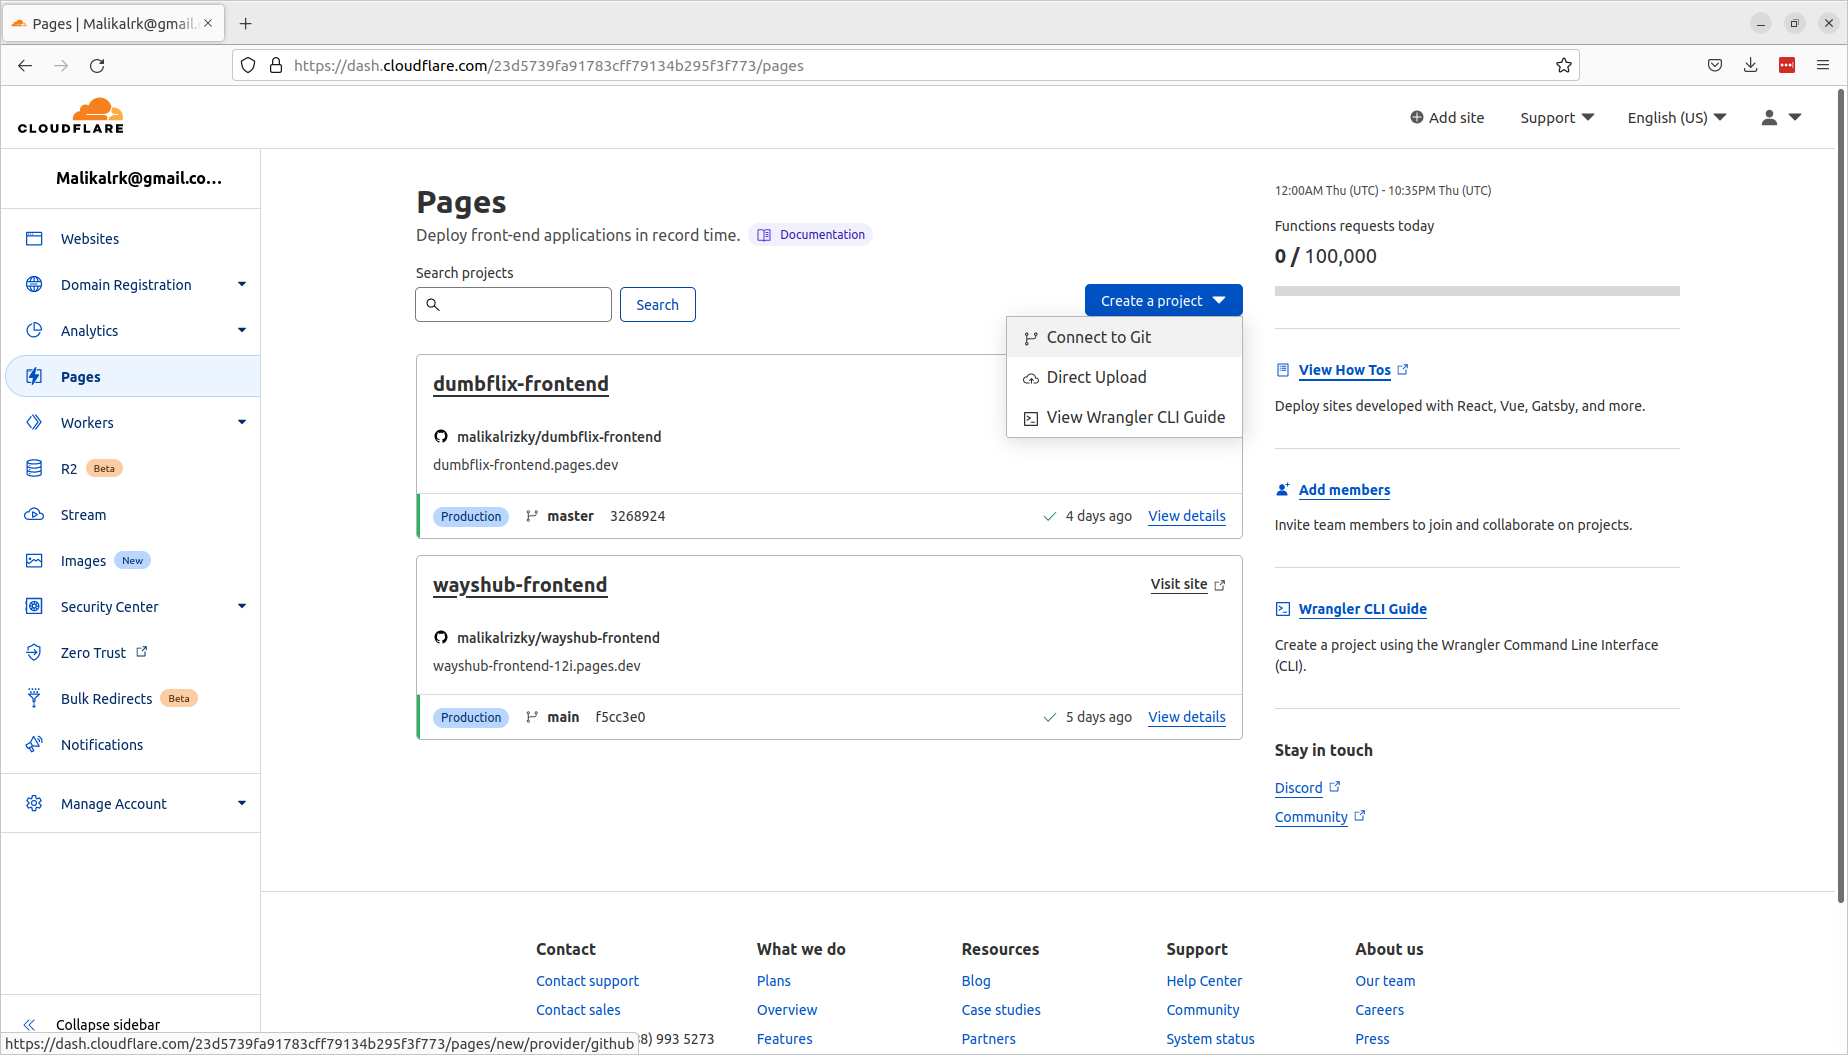 Pages | Malikalrk@gmail.
https://dash.cloudflare.com/23d5739fa91783cff79134b295f3f773/pages
CLOUDFLARE
Add site
Support
English (US)
Malikalrk@gmail.co...
Websites
Domain Registration
Analytics
Pages
Workers
R2 Beta
Stream
Images New
Security Center
Zero Trust
Bulk Redirects Beta
Notifications
Manage Account
Collapse sidebar
Pages
Deploy front-end applications in record time. Documentation
Search projects
Search
Create a project
Connect to Git
Direct Upload
View Wrangler CLI Guide
dumbflix-frontend
malikalrizky/dumbflix-frontend
dumbflix-frontend.pages.dev
Production master 3268924 4 days ago View details
wayshub-frontend Visit site
malikalrizky/wayshub-frontend
wayshub-frontend-12i.pages.dev
Production main f5cc3e0 5 days ago View details
12:00AM Thu (UTC) - 10:35PM Thu (UTC)
Functions requests today
0 / 100,000
View How Tos
Deploy sites developed with React, Vue, Gatsby, and more.
Add members
Invite team members to join and collaborate on projects.
Wrangler CLI Guide
Create a project using the Wrangler Command Line Interface
(CLI).
Stay in touch
Discord
Community
Contact
Contact support
Contact sales
8) 993 5273
What we do
Plans
Overview
Features
Resources
Blog
Case studies
Partners
Support
Help Center
Community
System status
About us
Our team
Careers
Press
https://dash.cloudflare.com/23d5739fa91783cff79134b295f3f773/pages/new/provider/github